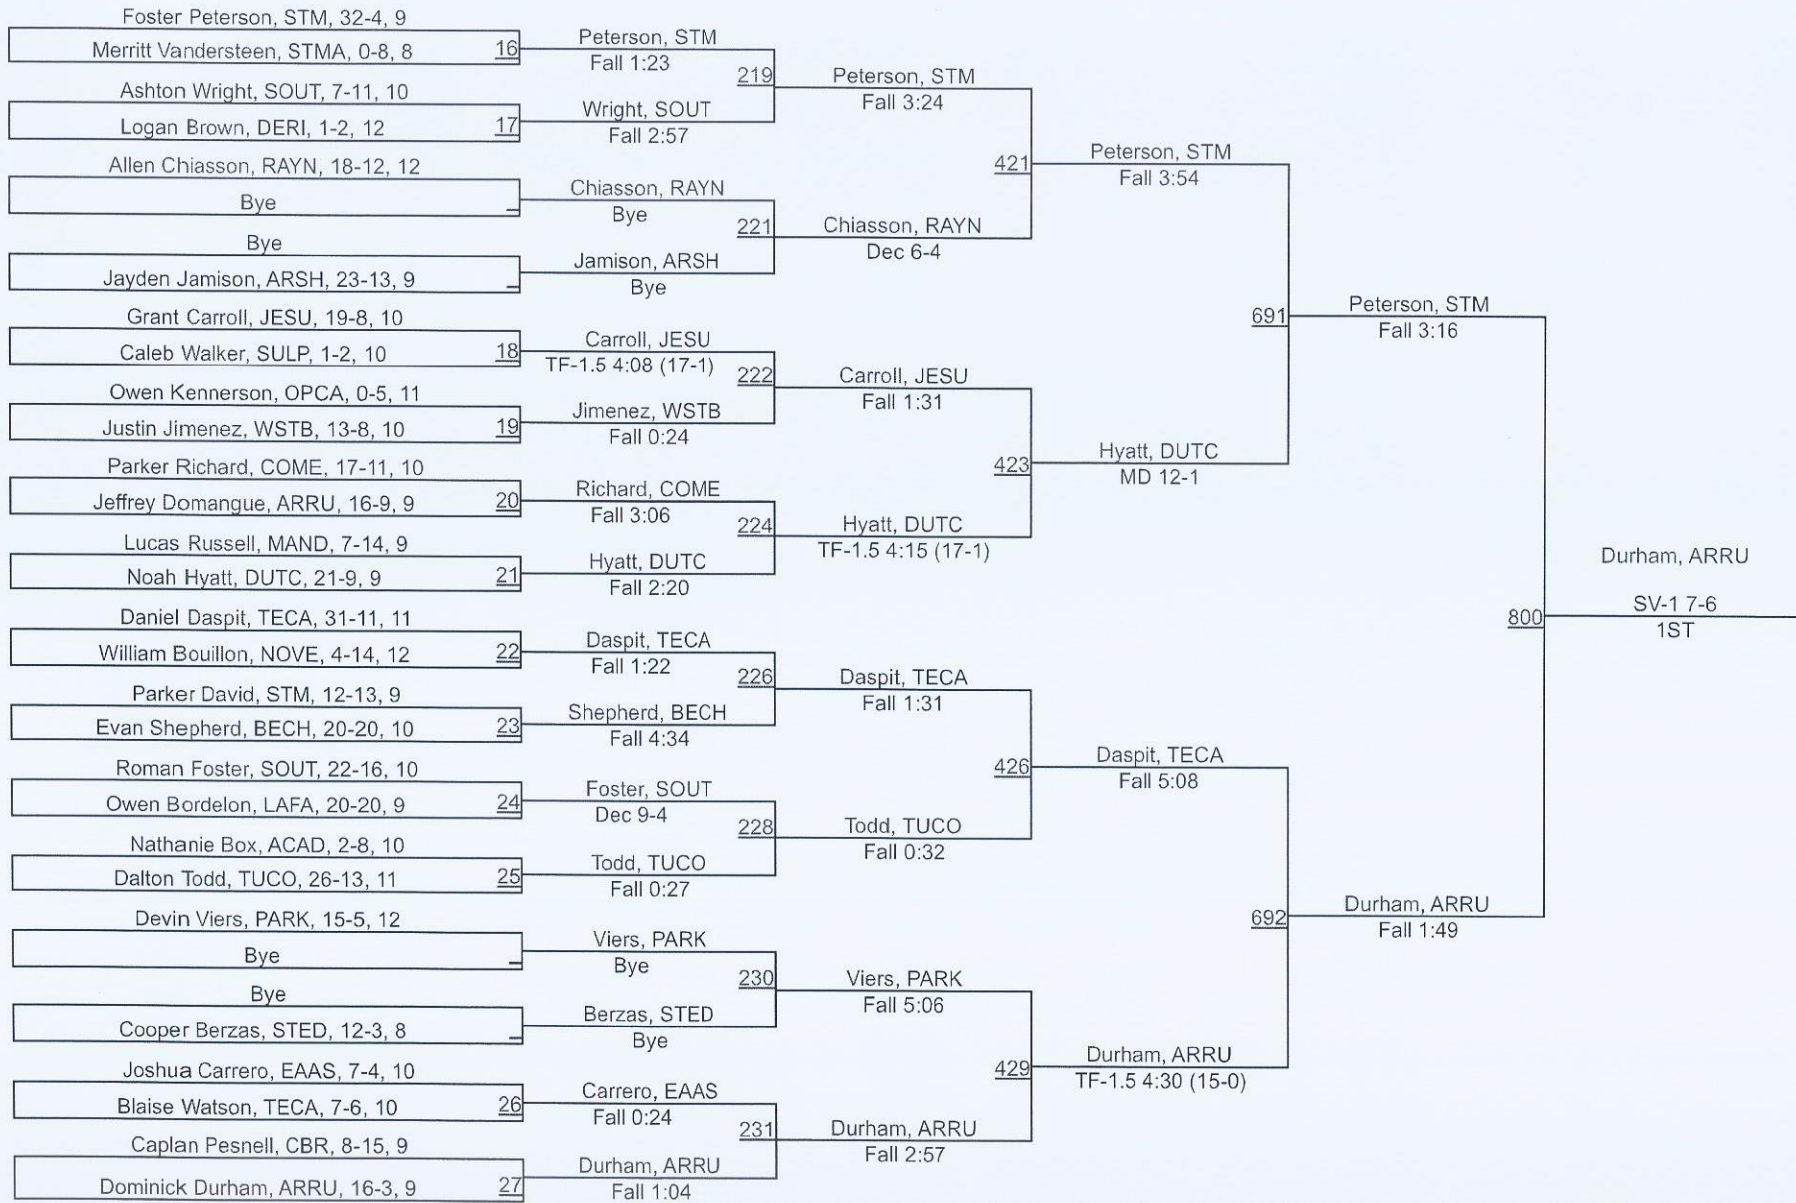 Foster Peterson, STM, 32-4, 9
Merritt Vandersteen, STMA, 0-8, 8
16
Ashton Wright, SOUT, 7-11, 10
Logan Brown, DERI, 1-2, 12
17
Allen Chiasson, RAYN, 18-12, 12
Bye
Bye
Jayden Jamison, ARSH, 23-13, 9
Grant Carroll, JESU, 19-8, 10
Caleb Walker, SULP, 1-2, 10
18
Owen Kennerson, OPCA, 0-5, 11
Justin Jimenez, WSTB, 13-8, 10
19
Parker Richard, COME, 17-11, 10
Jeffrey Domangue, ARRU, 16-9, 9
20
Lucas Russell, MAND, 7-14, 9
Noah Hyatt, DUTC, 21-9, 9
21
Daniel Daspit, TECA, 31-11, 11
William Bouillon, NOVE, 4-14, 12
22
Parker David, STM, 12-13, 9
Evan Shepherd, BECH, 20-20, 10
23
Roman Foster, SOUT, 22-16, 10
Owen Bordelon, LAFA, 20-20, 9
24
Nathanie Box, ACAD, 2-8, 10
Dalton Todd, TUCO, 26-13, 11
25
Devin Viers, PARK, 15-5, 12
Bye
Bye
Cooper Berzas, STED, 12-3, 8
Joshua Carrero, EAAS, 7-4, 10
Blaise Watson, TECA, 7-6, 10
26
Caplan Pesnell, CBR, 8-15, 9
Dominick Durham, ARRU, 16-3, 9
27
Peterson, STM
Fall 1:23
219
Wright, SOUT
Fall 2:57
Chiasson, RAYN
Bye
221
Jamison, ARSH
Bye
Carroll, JESU
TF-1.5 4:08 (17-1)
222
Jimenez, WSTB
Fall 0:24
Richard, COME
Fall 3:06
224
Hyatt, DUTC
Fall 2:20
Daspit, TECA
Fall 1:22
226
Shepherd, BECH
Fall 4:34
Foster, SOUT
Dec 9-4
228
Todd, TUCO
Fall 0:27
Viers, PARK
Bye
230
Berzas, STED
Bye
Carrero, EAAS
Fall 0:24
231
Durham, ARRU
Fall 1:04
Peterson, STM
Fall 3:24
421
Chiasson, RAYN
Dec 6-4
Carroll, JESU
Fall 1:31
423
Hyatt, DUTC
TF-1.5 4:15 (17-1)
Daspit, TECA
Fall 1:31
426
Todd, TUCO
Fall 0:32
Viers, PARK
Fall 5:06
429
Durham, ARRU
Fall 2:57
Peterson, STM
Fall 3:54
691
Hyatt, DUTC
MD 12-1
Daspit, TECA
Fall 5:08
692
Durham, ARRU
TF-1.5 4:30 (15-0)
Peterson, STM
Fall 3:16
800
Durham, ARRU
Fall 1:49
Durham, ARRU
SV-1 7-6
1ST